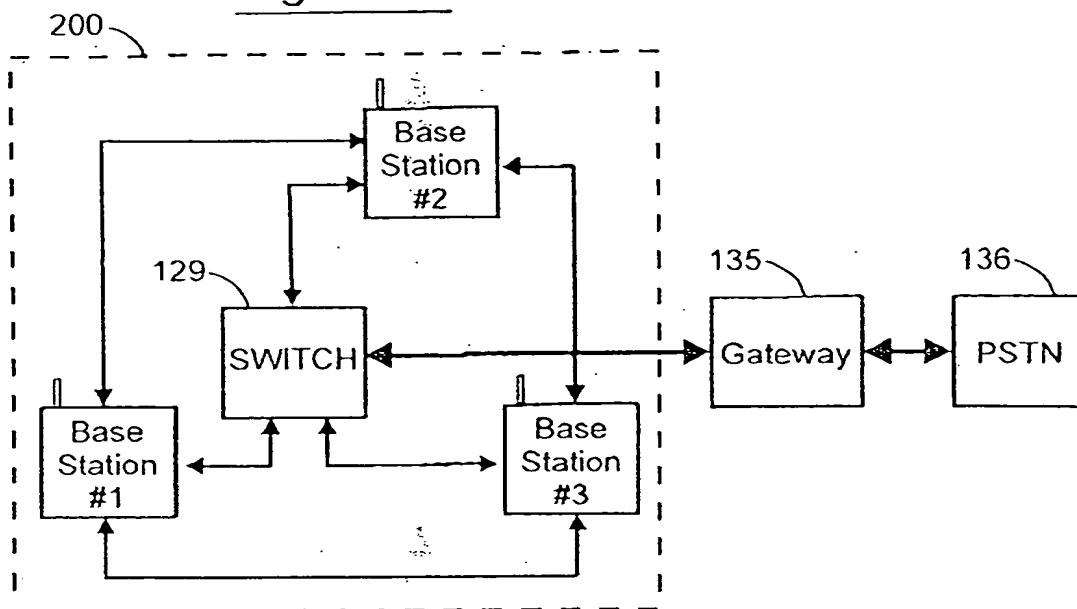 200
Base
Station
#2
129
SWITCH
135
Gateway
136
PSTN
Base
Station
#1
Base
Station
#3